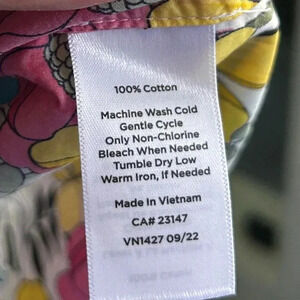 100% Cotton
Machine Wash Cold
Gentle Cycle
Only Non-Chlorine
Bleach When Needed
Tumble Dry Low
Warm Iron, If Needed
Made In Vietnam
CA# 23147
VN1427 09/22